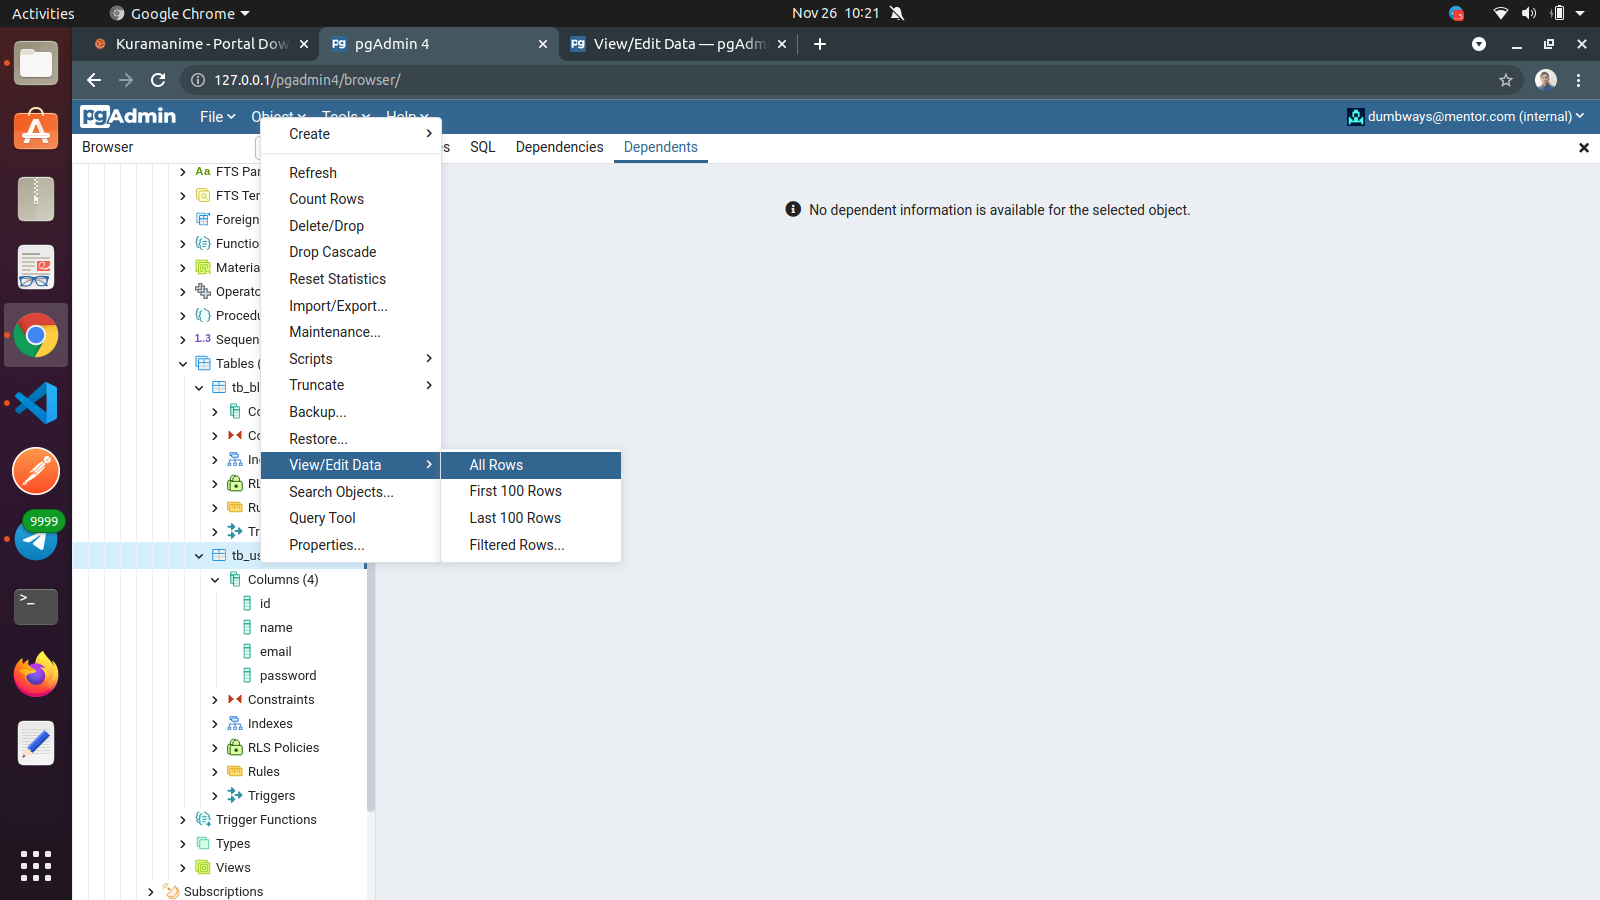 Activities
Google Chrome
Nov 26 10:21
Kuramanime - Portal Dow
pgAdmin 4
View/Edit Data — pgAdm
127.0.0.1/pgadmin4/browser/
pgAdmin
File
Object
Tools
Help
dumbways@mentor.com (internal)
Browser
SQL
Dependencies
Dependents
No dependent information is available for the selected object.
Create
Refresh
Count Rows
Delete/Drop
Drop Cascade
Reset Statistics
Import/Export...
Maintenance...
Scripts
Truncate
Backup...
Restore...
View/Edit Data
Search Objects...
Query Tool
Properties...
All Rows
First 100 Rows
Last 100 Rows
Filtered Rows...
Aa FTS Par
FTS Ter
Foreign
Functio
Materia
Operato
Procedu
1..3 Sequen
Tables (
tb_bl
Co
Co
In
RL
Ru
Tr
tb_us
Columns (4)
id
name
email
password
Constraints
Indexes
RLS Policies
Rules
Triggers
Trigger Functions
Types
Views
Subscriptions
9999